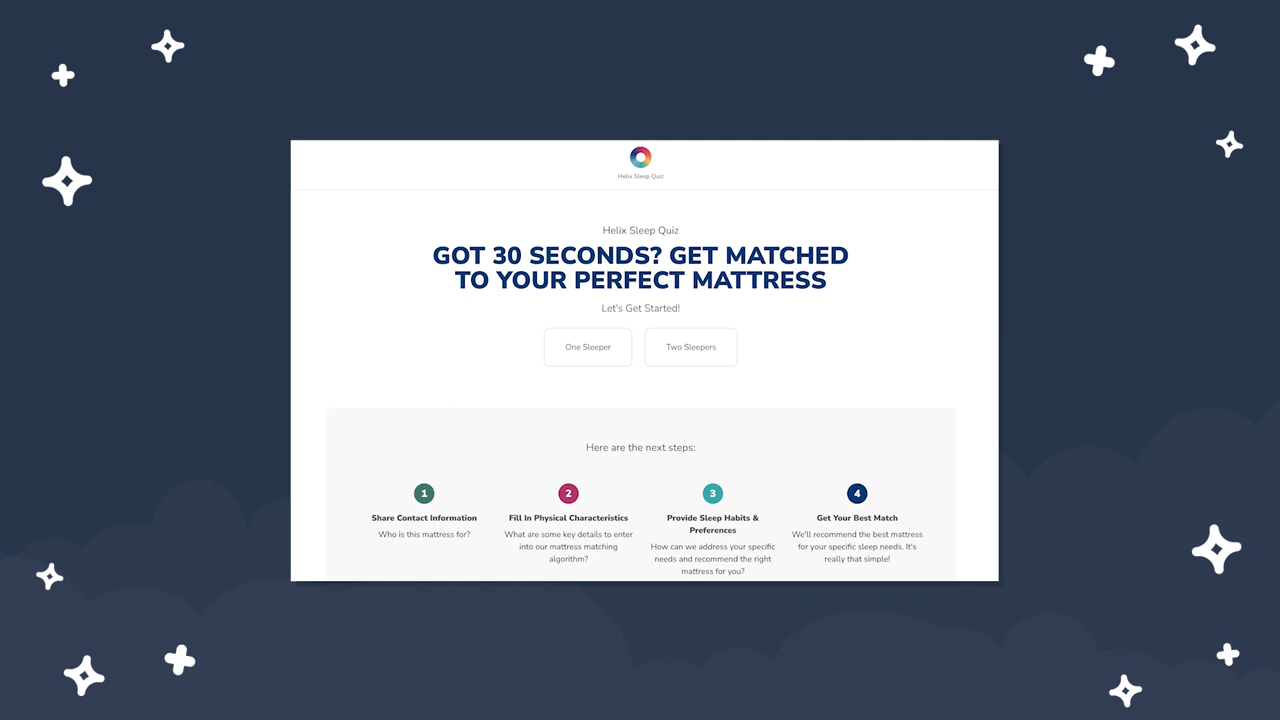 Helix Sleep Quiz
Helix Sleep Quiz
GOT 30 SECONDS? GET MATCHED
TO YOUR PERFECT MATTRESS
Let's Get Started!
One Sleeper
Two Sleepers
Here are the next steps:
1
Share Contact Information
Who is this mattress for?
2
Fill In Physical Characteristics
What are some key details to enter
into our mattress matching
algorithm?
3
Provide Sleep Habits &
Preferences
How can we address your specific
needs and recommend the right
mattress for you?
4
Get Your Best Match
We'll recommend the best mattress
for your specific sleep needs. It's
really that simple!